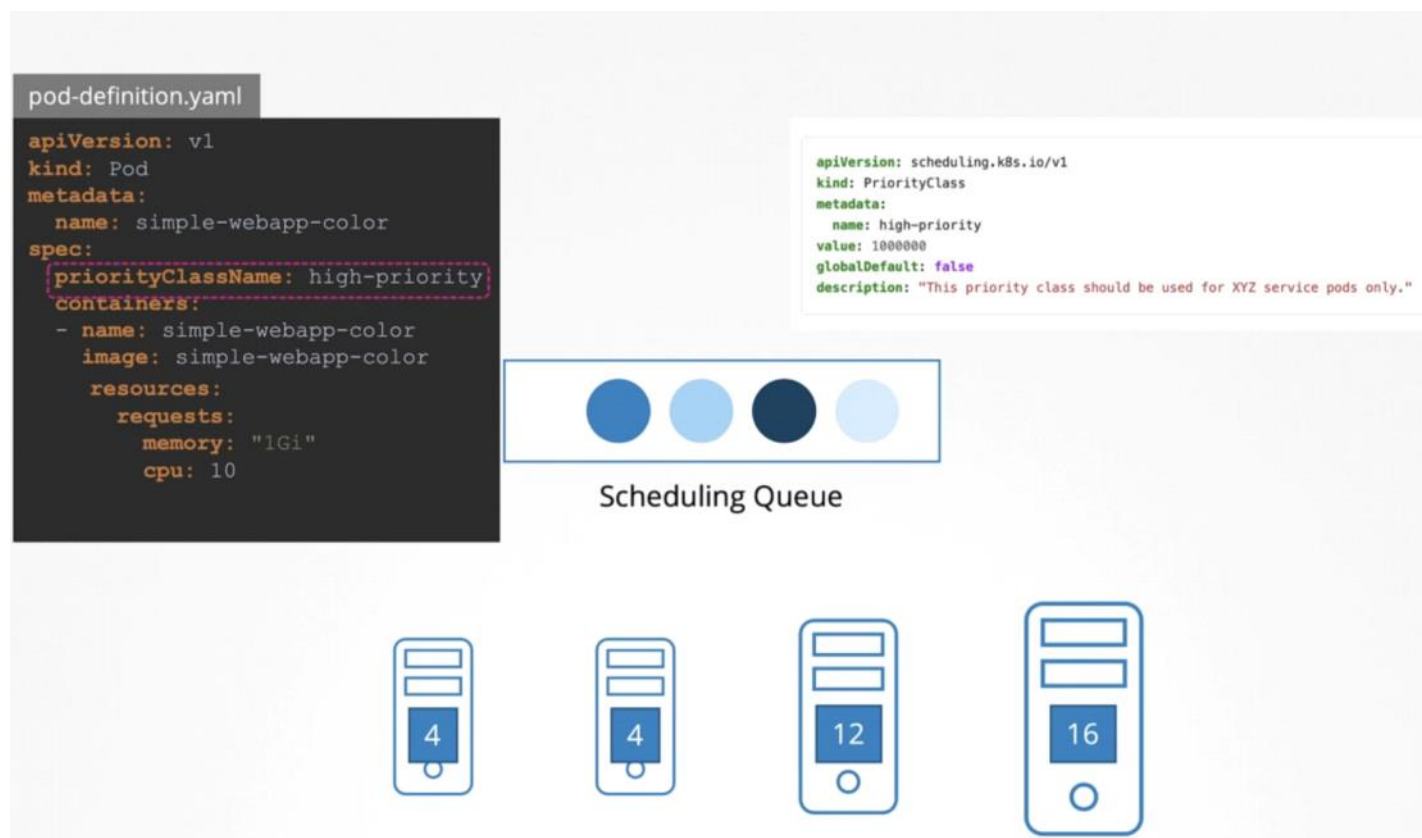 pod-definition.yaml
apiVersion: v1
kind: Pod
metadata:
  name: simple-webapp-color
spec:
  priorityClassName: high-priority
  containers:
  - name: simple-webapp-color
    image: simple-webapp-color
    resources:
      requests:
        memory: "1Gi"
        cpu: 10
apiVersion: scheduling.k8s.io/v1
kind: PriorityClass
metadata:
  name: high-priority
value: 1000000
globalDefault: false
description: "This priority class should be used for XYZ service pods only."
Scheduling Queue
4
4
12
16